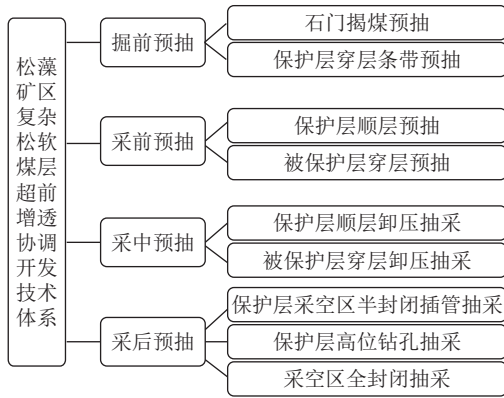 松藻
矿区
复杂
松软
煤层
超前
增透
协调
开发
技术
体系
掘前预抽
石门揭煤预抽
保护层穿层条带预抽
采前预抽
保护层顺层预抽
被保护层穿层预抽
采中预抽
保护层顺层卸压抽采
被保护层穿层卸压抽采
采后预抽
保护层采空区半封闭插管抽采
保护层高位钻孔抽采
采空区全封闭抽采